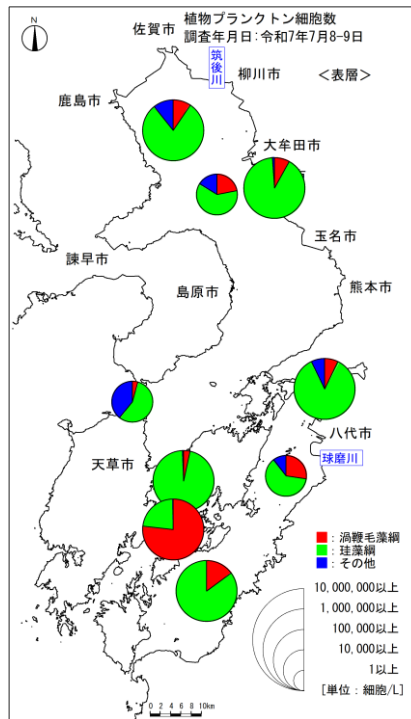 植物プランクトン細胞数
調査年月日:令和7年7月8-9日
<表層>
N
佐賀市
筑後川
柳川市
鹿島市
大牟田市
玉名市
諫早市
島原市
熊本市
八代市
球磨川
天草市
:渦鞭毛藻綱
:珪藻綱
:その他
10,000,000以上
1,000,000以上
100,000以上
10,000以上
1以上
[単位:細胞/L]
0 2 4 6 8 10km